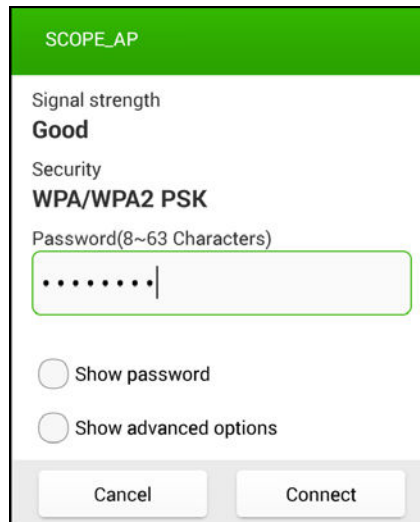 SCOPE_AP
Signal strength
Good
Security
WPA/WPA2 PSK
Password(8~63 Characters)
••••••••
Show password
Show advanced options
Cancel
Connect